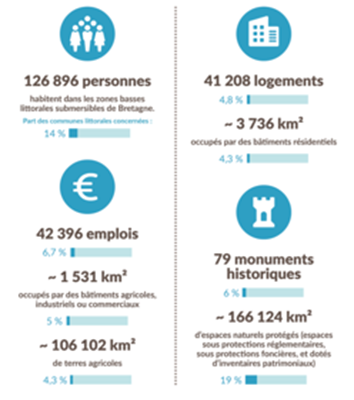 126 896 personnes
habitent dans les zones basses
littorales submersibles de Bretagne.
Part des communes littorales concernées :
14 %
€
42 396 emplois
6,7 %
~ 1 531 km²
occupés par des bâtiments agricoles,
industriels ou commerciaux
5 %
~ 106 102 km²
de terres agricoles
4,3 %
41 208 logements
4,8 %
~ 3 736 km²
occupés par des bâtiments résidentiels
4,3 %
79 monuments
historiques
6 %
~ 166 124 km²
d'espaces naturels protégés (espaces
sous protections réglementaires,
sous protections foncières, et dotés
d'inventaires patrimoniaux)
19 %